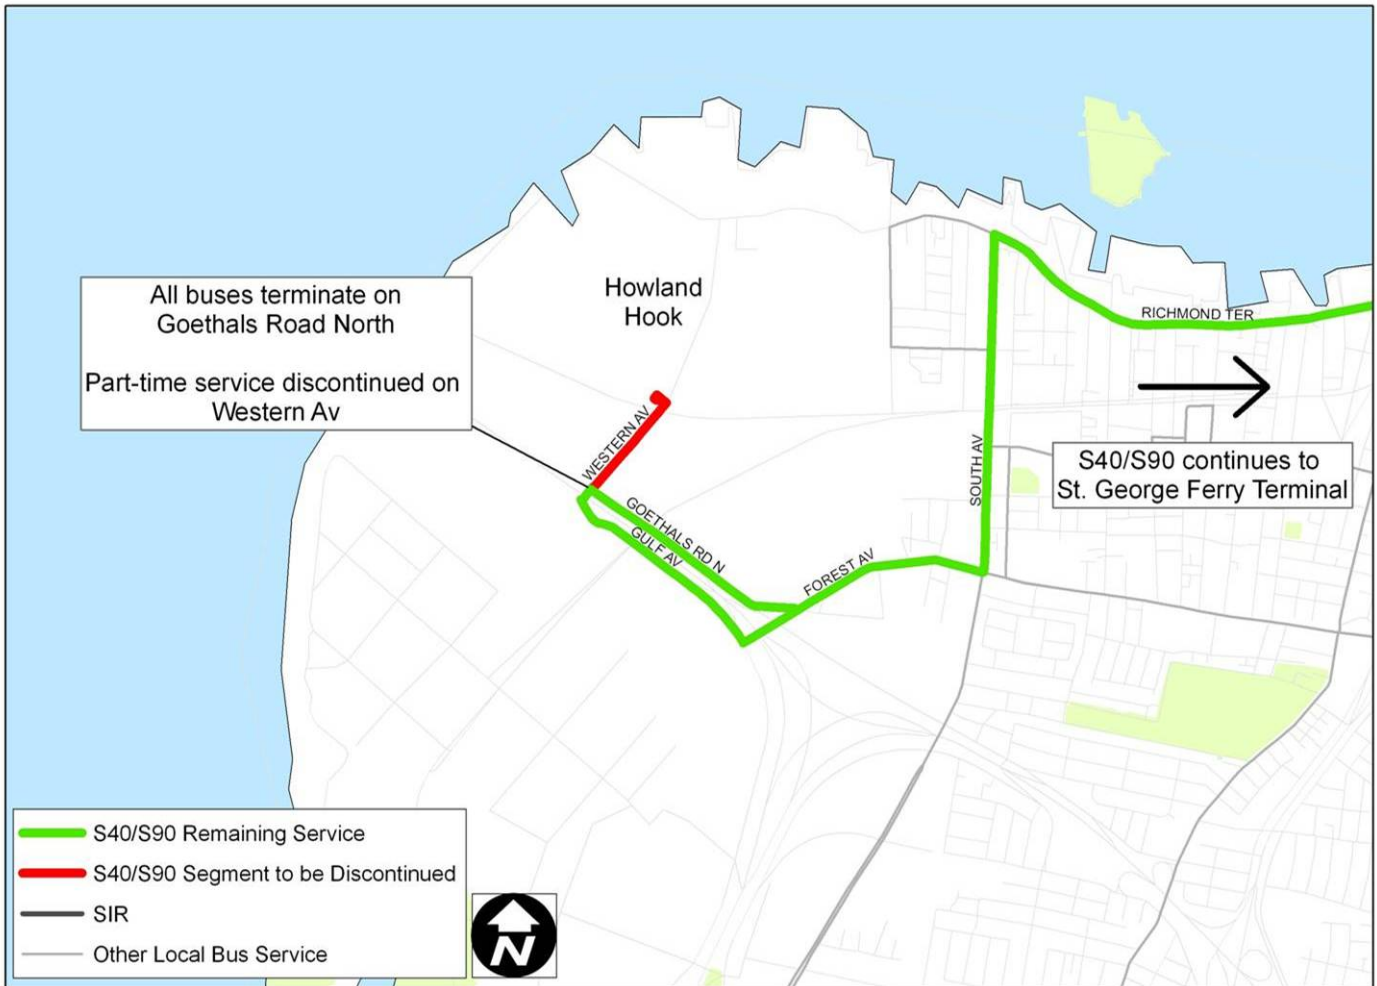 Howland
Hook
All buses terminate on
Goethals Road North
Part-time service discontinued on
Western Av
RICHMOND TER
WESTERN AV
SOUTH AV
S40/S90 continues to
St. George Ferry Terminal
GOETHALS RD N
GULF AV
FOREST AV
S40/S90 Remaining Service
S40/S90 Segment to be Discontinued
SIR
Other Local Bus Service
N